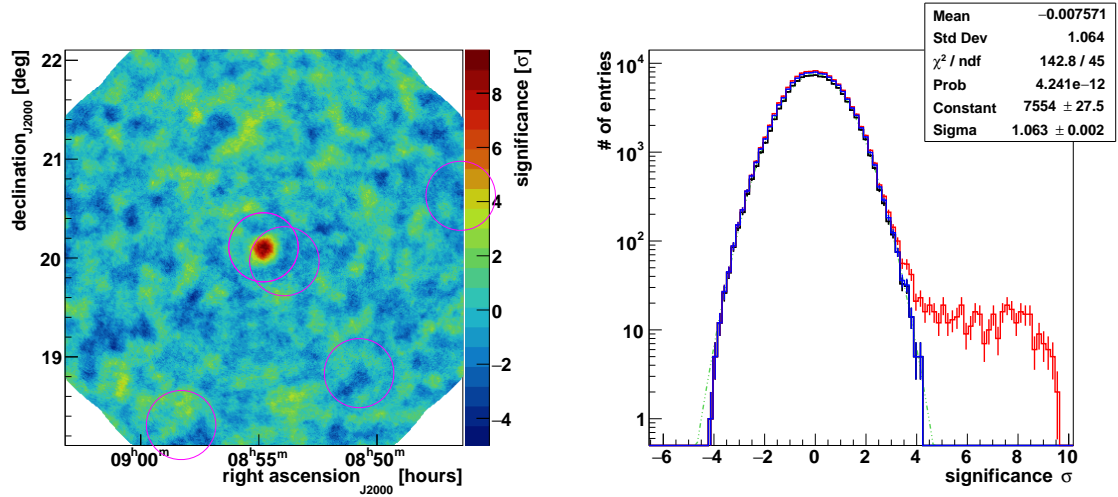 declination_J2000 [deg]
22
21
20
19
09h00m
08h55m
08h50m
right ascension_J2000 [hours]
significance [σ]
8
6
4
2
0
−2
−4
Mean −0.007571
Std Dev 1.064
χ² / ndf 142.8 / 45
Prob 4.241e−12
Constant 7554 ± 27.5
Sigma 1.063 ± 0.002
# of entries
10⁴
10³
10²
10
1
−6 −4 −2 0 2 4 6 8 10
significance σ